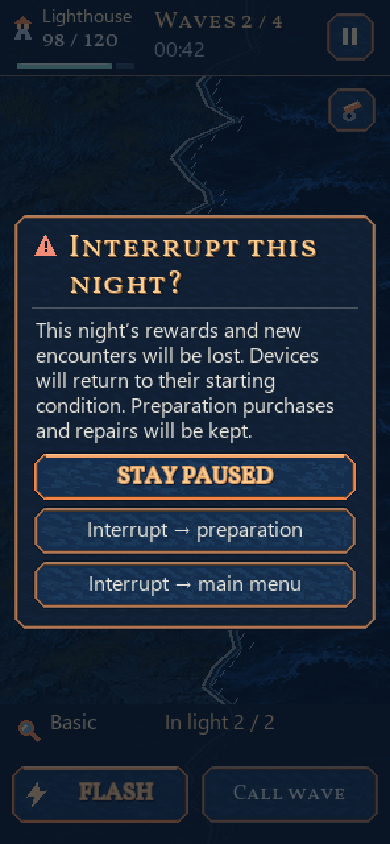 Lighthouse
98 / 120
Waves 2 / 4
00:42
Interrupt this
night?
This night's rewards and new
encounters will be lost. Devices
will return to their starting
condition. Preparation purchases
and repairs will be kept.
STAY PAUSED
Interrupt → preparation
Interrupt → main menu
Basic
In light 2 / 2
FLASH
Call wave